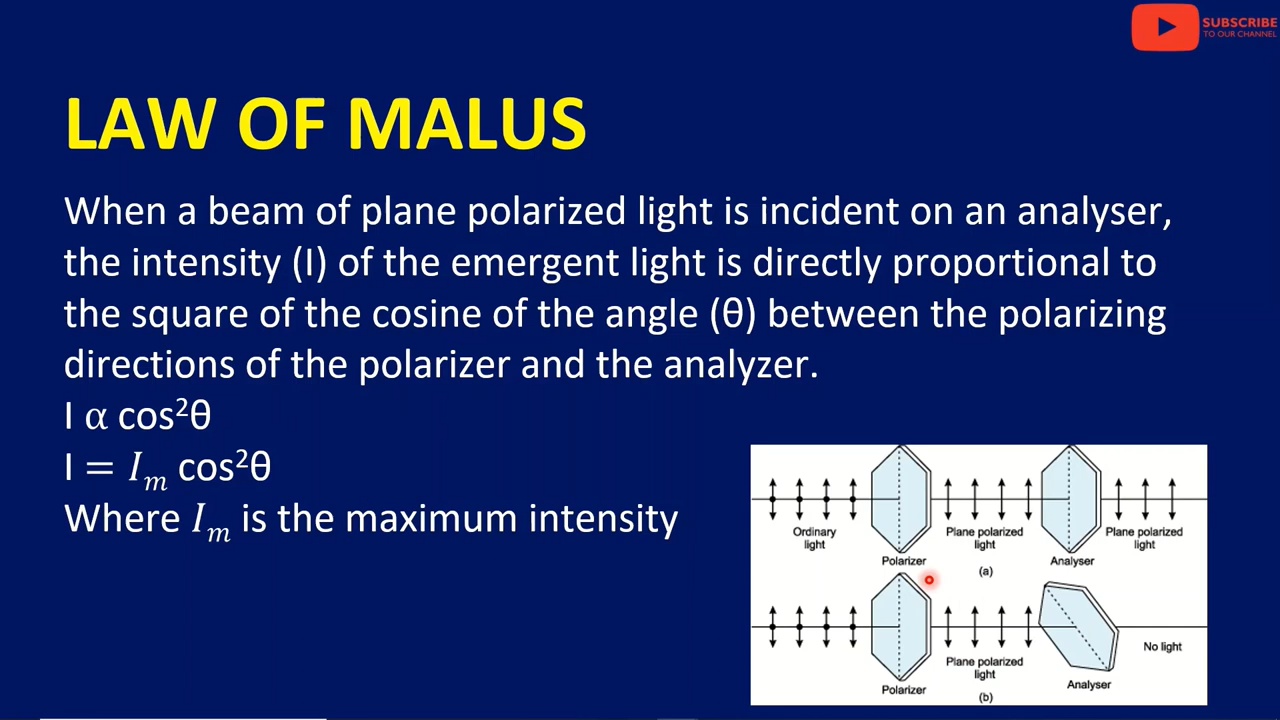 SUBSCRIBE
TO OUR CHANNEL
LAW OF MALUS
When a beam of plane polarized light is incident on an analyser,
the intensity (I) of the emergent light is directly proportional to
the square of the cosine of the angle (θ) between the polarizing
directions of the polarizer and the analyzer.
I α cos²θ
I = Iₘ cos²θ
Where Iₘ is the maximum intensity
Ordinary
light
Polarizer
Plane polarized
light
(a)
Analyser
Plane polarized
light
Polarizer
Plane polarized
light
(b)
Analyser
No light